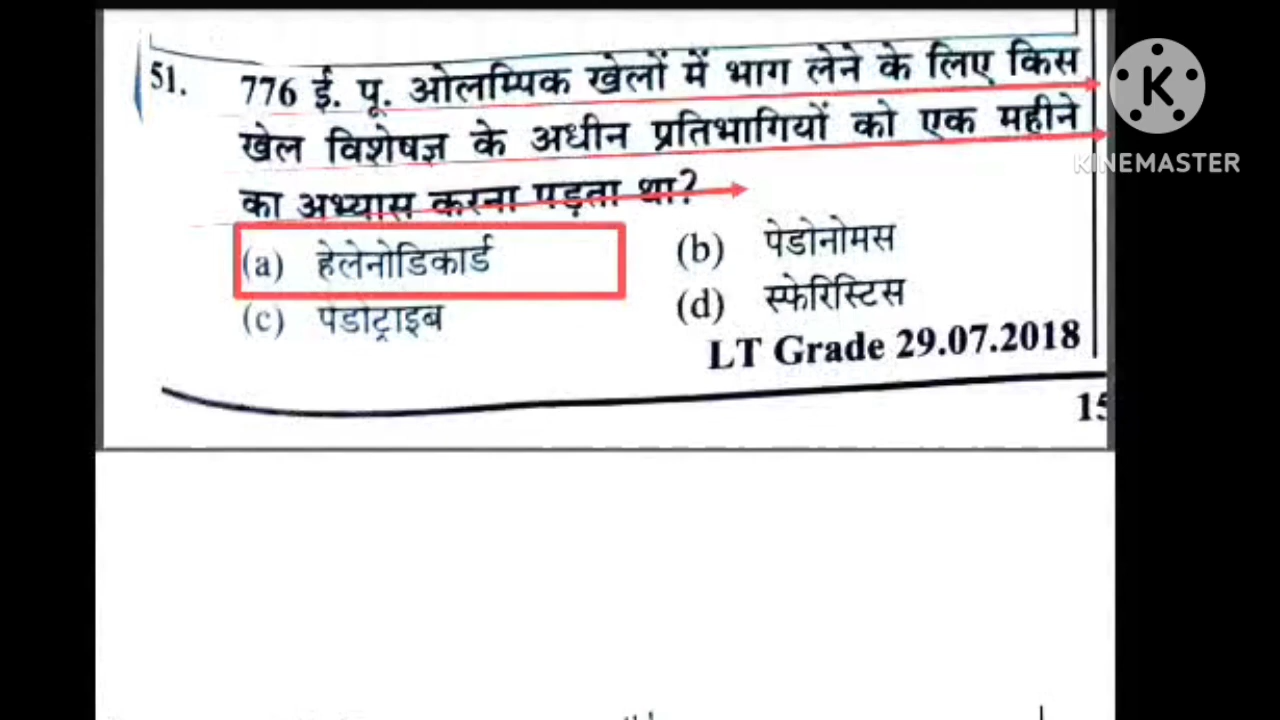 51. 776 ई. पू. ओलम्पिक खेलों में भाग लेने के लिए किस
खेल विशेषज्ञ के अधीन प्रतिभागियों को एक महीने
का अभ्यास करना पड़ता था?
(a) हेलेनोडिकार्ड (b) पेडोनोमस
(c) पेडोट्राइब (d) स्फेरिस्टिस
LT Grade 29.07.2018
15
K
KINEMASTER